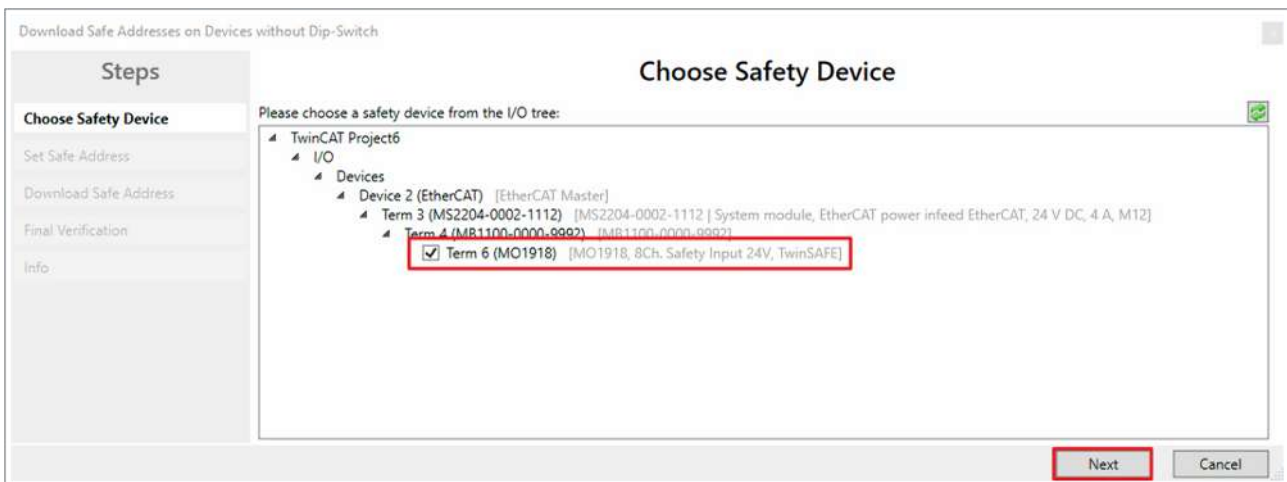 Download Safe Addresses on Devices without Dip-Switch
Steps
Choose Safety Device
Set Safe Address
Download Safe Address
Final Verification
Info
Choose Safety Device
Please choose a safety device from the I/O tree:
TwinCAT Project6
I/O
Devices
Device 2 (EtherCAT) [EtherCAT Master]
Term 3 (MS2204-0002-1112) [MS2204-0002-1112 | System module, EtherCAT power infeed EtherCAT, 24 V DC, 4 A, M12]
Term 4 (MB1100-0000-9992) [MB1100-0000-9992]
Term 6 (MO1918) [MO1918, 8Ch. Safety Input 24V, TwinSAFE]
Next
Cancel